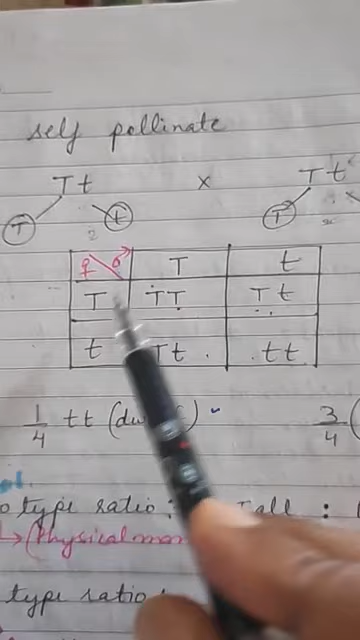 self pollinate
Tt x Tt
T t T
♀ ♂ T t
T TT Tt
t Tt tt
1/4 tt 3/4
type ratio: Tall :
(Physical
type ratio